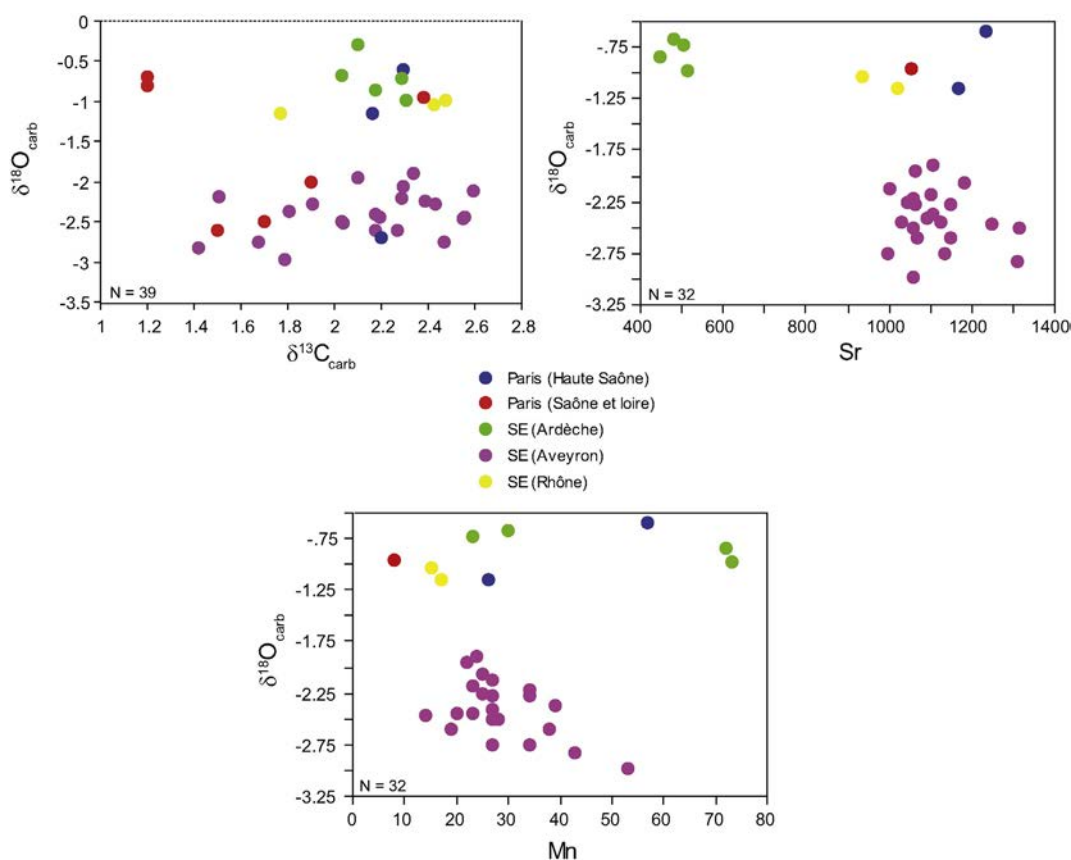 0
-0.5
-1
-1.5
-2
-2.5
-3
-3.5
δ18Ocarb
N = 39
1 1.2 1.4 1.6 1.8 2 2.2 2.4 2.6 2.8
δ13Ccarb
-.75
-1.25
-1.75
-2.25
-2.75
-3.25
δ18Ocarb
N = 32
400 600 800 1000 1200 1400
Sr
Paris (Haute Saône)
Paris (Saône et loire)
SE (Ardèche)
SE (Aveyron)
SE (Rhône)
-.75
-1.25
-1.75
-2.25
-2.75
-3.25
δ18Ocarb
N = 32
0 10 20 30 40 50 60 70 80
Mn